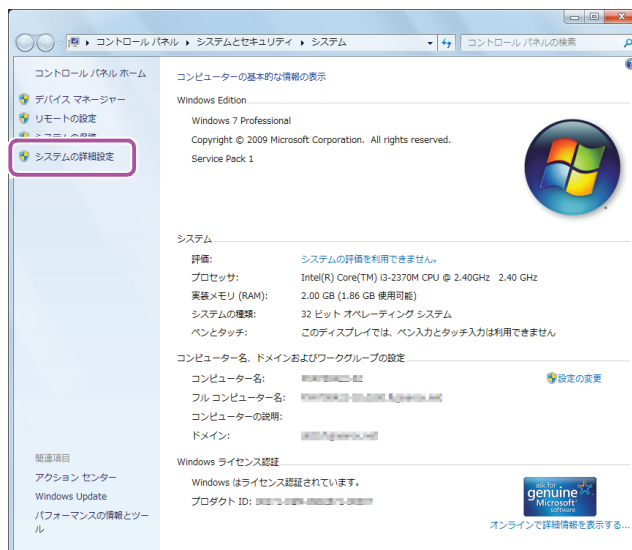 コントロール パネル ▸ システムとセキュリティ ▸ システム
コントロール パネルの検索
コントロール パネル ホーム
デバイス マネージャー
リモートの設定
システムの詳細設定
コンピューターの基本的な情報の表示
Windows Edition
Windows 7 Professional
Copyright © 2009 Microsoft Corporation. All rights reserved.
Service Pack 1
システム
評価: システムの評価を利用できません。
プロセッサ: Intel(R) Core(TM) i3-2370M CPU @ 2.40GHz 2.40 GHz
実装メモリ (RAM): 2.00 GB (1.86 GB 使用可能)
システムの種類: 32 ビット オペレーティング システム
ペンとタッチ: このディスプレイでは、ペン入力とタッチ入力は利用できません
コンピューター名、ドメインおよびワークグループの設定
コンピューター名: 設定の変更
フル コンピューター名:
コンピューターの説明:
ドメイン:
Windows ライセンス認証
Windows はライセンス認証されています。
プロダクト ID:
ask for
genuine
Microsoft
software
オンラインで詳細情報を表示する...
関連項目
アクション センター
Windows Update
パフォーマンスの情報とツー
ル